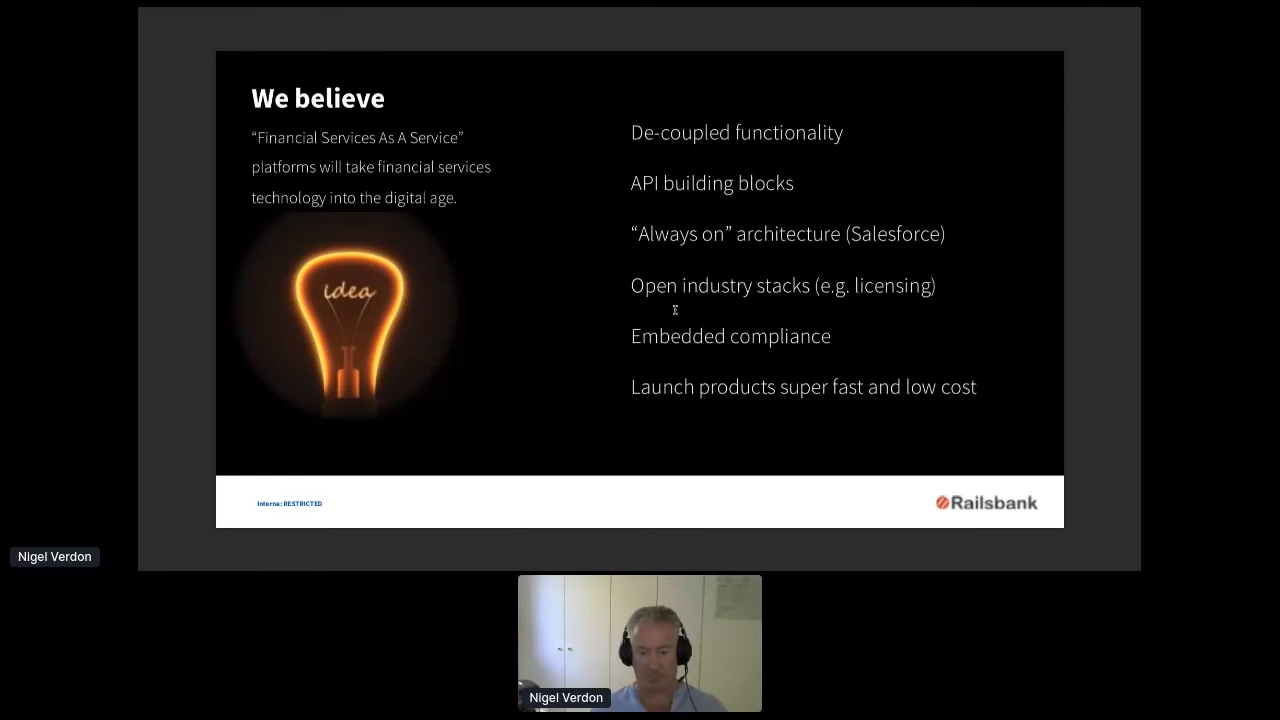 We believe
“Financial Services As A Service”
platforms will take financial services
technology into the digital age.
idea
De-coupled functionality
API building blocks
“Always on” architecture (Salesforce)
Open industry stacks (e.g. licensing)
Embedded compliance
Launch products super fast and low cost
Interna: RESTRICTED
Railsbank
Nigel Verdon
Nigel Verdon